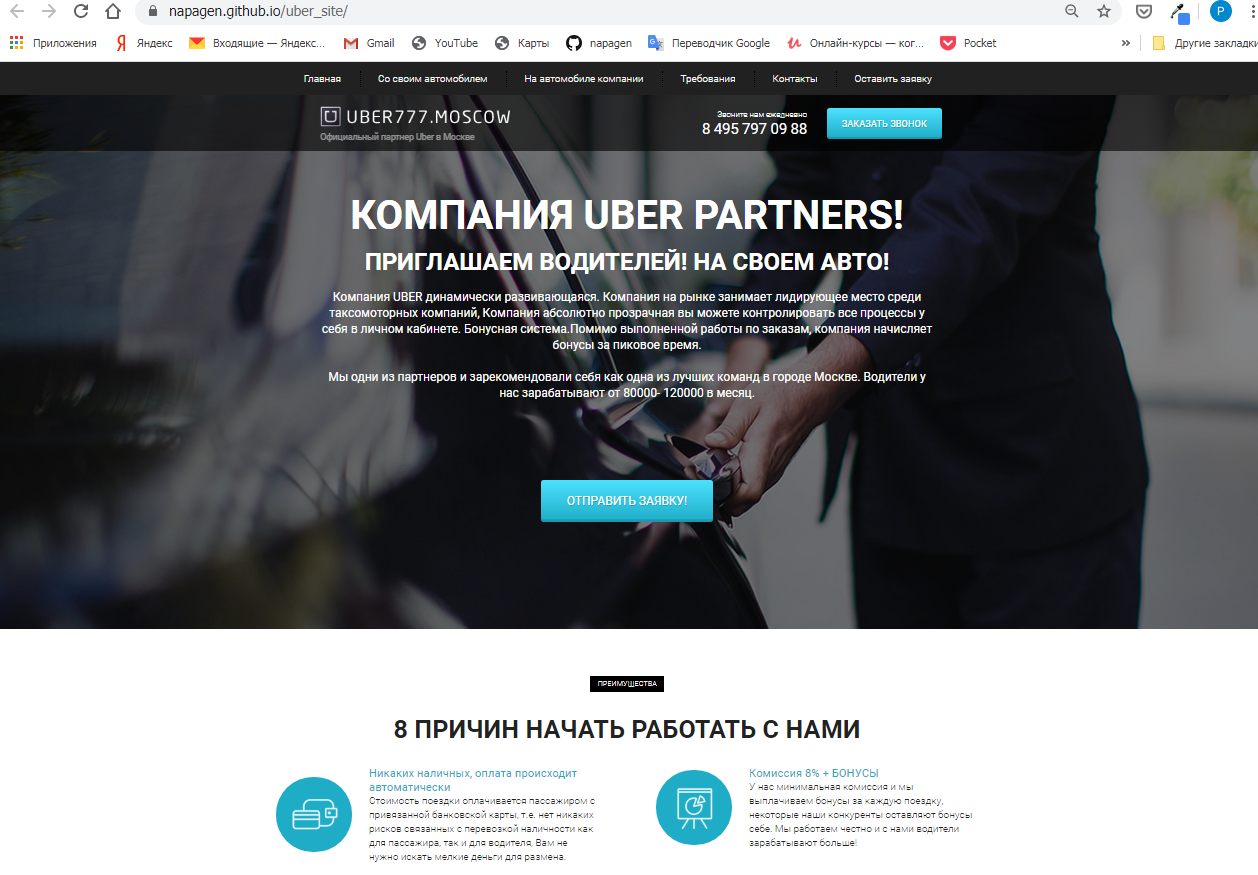 napagen.github.io/uber_site/
P
Приложения
Яндекс
Входящие — Яндекс...
Gmail
YouTube
Карты
napagen
Переводчик Google
Онлайн-курсы — ког...
Pocket
»
Другие закладки
Главная
Со своим автомобилем
На автомобиле компании
Требования
Контакты
Оставить заявку
UBER777.MOSCOW
Официальный партнер Uber в Москве
Звоните нам ежедневно
8 495 797 09 88
ЗАКАЗАТЬ ЗВОНОК
КОМПАНИЯ UBER PARTNERS!
ПРИГЛАШАЕМ ВОДИТЕЛЕЙ! НА СВОЕМ АВТО!
Компания UBER динамически развивающаяся. Компания на рынке занимает лидирующее место среди
таксомоторных компаний, Компания абсолютно прозрачная вы можете контролировать все процессы у
себя в личном кабинете. Бонусная система.Помимо выполненной работы по заказам, компания начисляет
бонусы за пиковое время.
Мы одни из партнеров и зарекомендовали себя как одна из лучших команд в городе Москве. Водители у
нас зарабатывают от 80000- 120000 в месяц.
ОТПРАВИТЬ ЗАЯВКУ!
ПРЕИМУЩЕСТВА
8 ПРИЧИН НАЧАТЬ РАБОТАТЬ С НАМИ
Никаких наличных, оплата происходит
автоматически
Стоимость поездки оплачивается пассажиром с
привязанной банковской карты, т.е. нет никаких
рисков связанных с перевозкой наличности как
для пассажира, так и для водителя, Вам не
нужно искать мелкие деньги для размена.
Комиссия 8% + БОНУСЫ
У нас минимальная комиссия и мы
выплачиваем бонусы за каждую поездку,
некоторые наши конкуренты оставляют бонусы
себе. Мы работаем честно и с нами водители
зарабатывают больше!